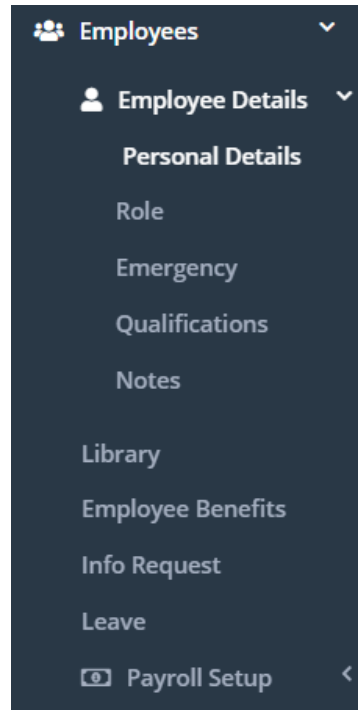 Employees
Employee Details
Personal Details
Role
Emergency
Qualifications
Notes
Library
Employee Benefits
Info Request
Leave
Payroll Setup